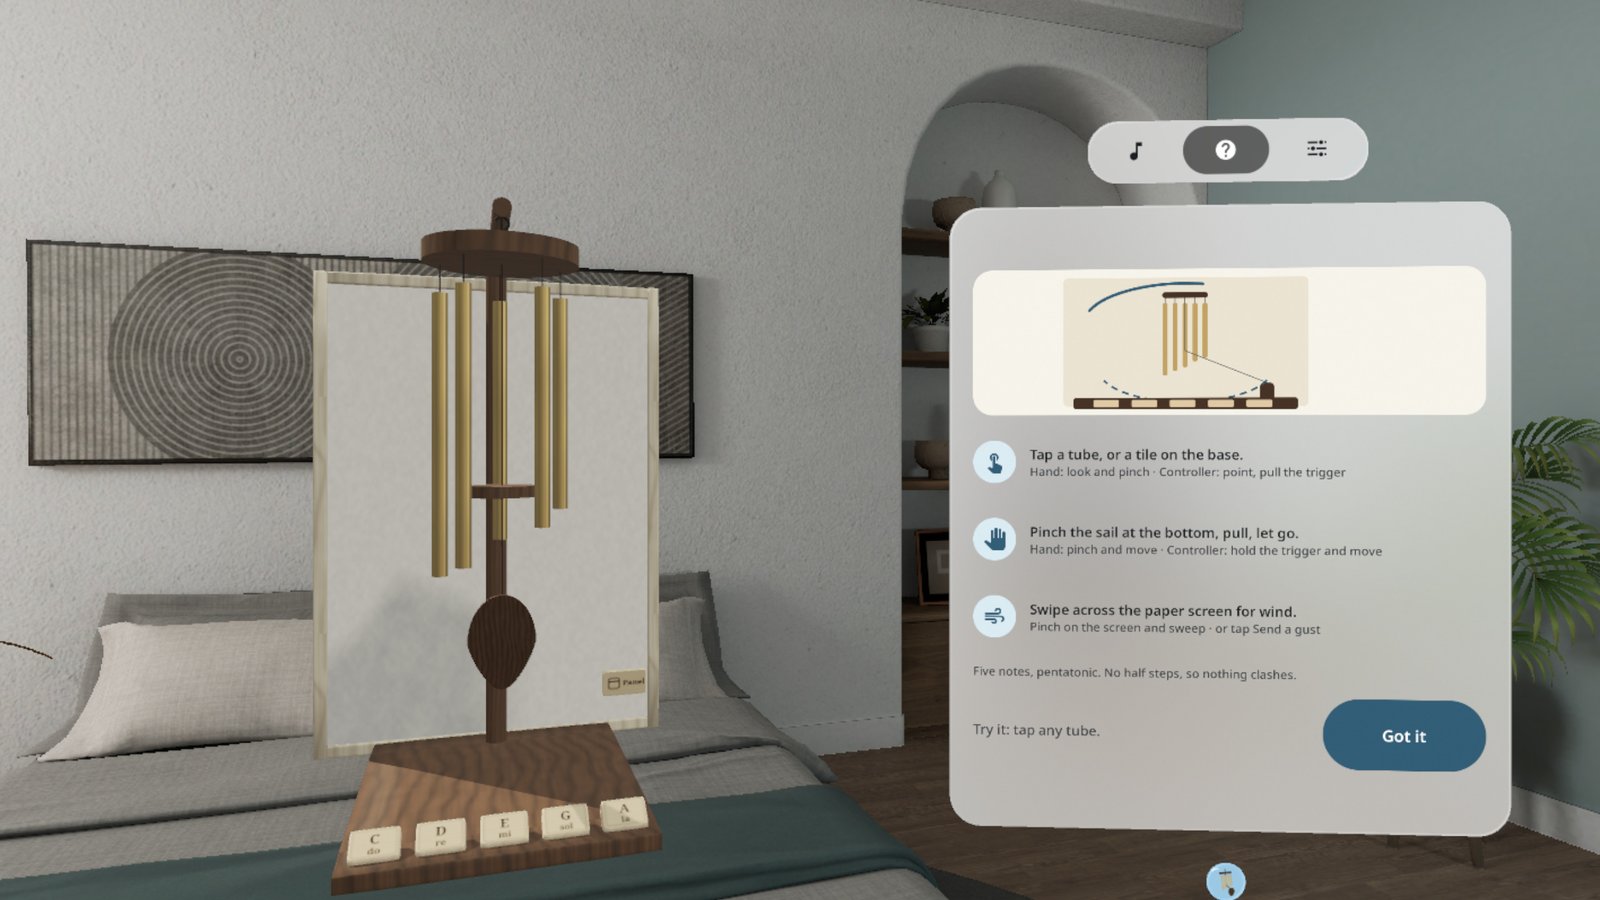 Tap a tube, or a tile on the base.
Hand: look and pinch · Controller: point, pull the trigger
Pinch the sail at the bottom, pull, let go.
Hand: pinch and move · Controller: hold the trigger and move
Swipe across the paper screen for wind.
Pinch on the screen and sweep · or tap Send a gust
Five notes, pentatonic. No half steps, so nothing clashes.
Try it: tap any tube.
Got it
Panel
C
do
D
re
E
mi
G
sol
A
la